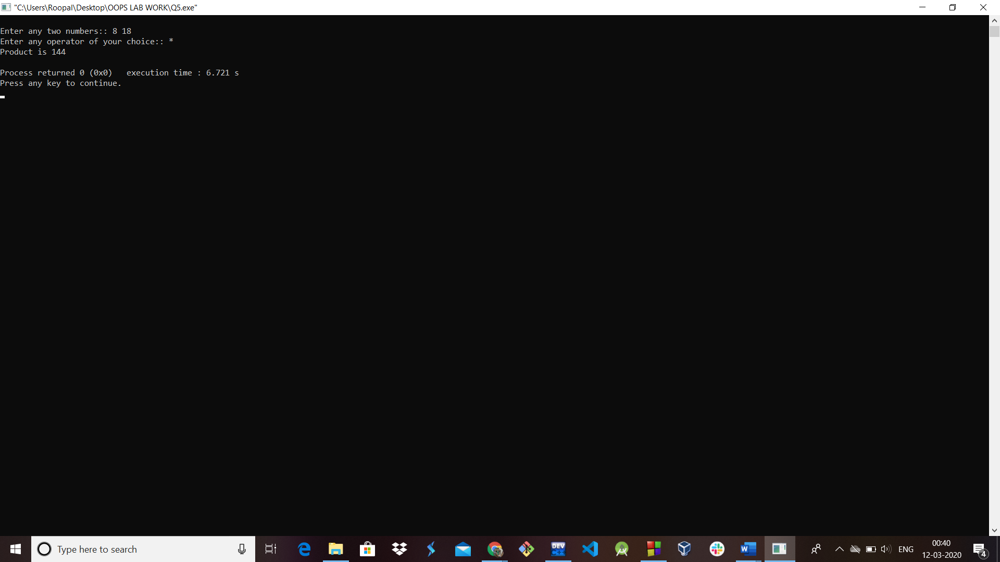 "C:\Users\Roopal\Desktop\OOPS LAB WORK\Q5.exe"
Enter any two numbers:: 8 18
Enter any operator of your choice:: *
Product is 144
Process returned 0 (0x0)   execution time : 6.721 s
Press any key to continue.
Type here to search
DEV
C++
W
ENG
00:40
12-03-2020
4